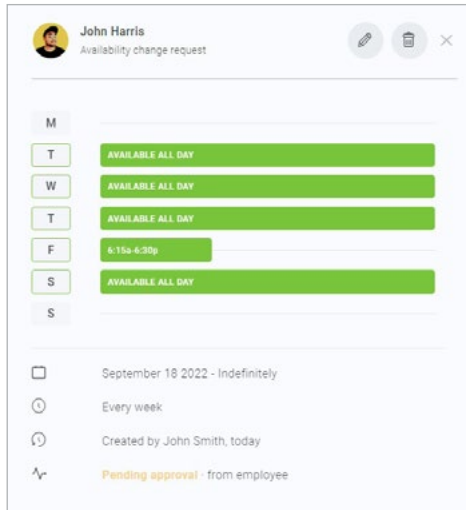 John Harris
Availability change request
M
T AVAILABLE ALL DAY
W AVAILABLE ALL DAY
T AVAILABLE ALL DAY
F 6:15a-6:30p
S AVAILABLE ALL DAY
S
September 18 2022 - Indefinitely
Every week
Created by John Smith, today
Pending approval - from employee